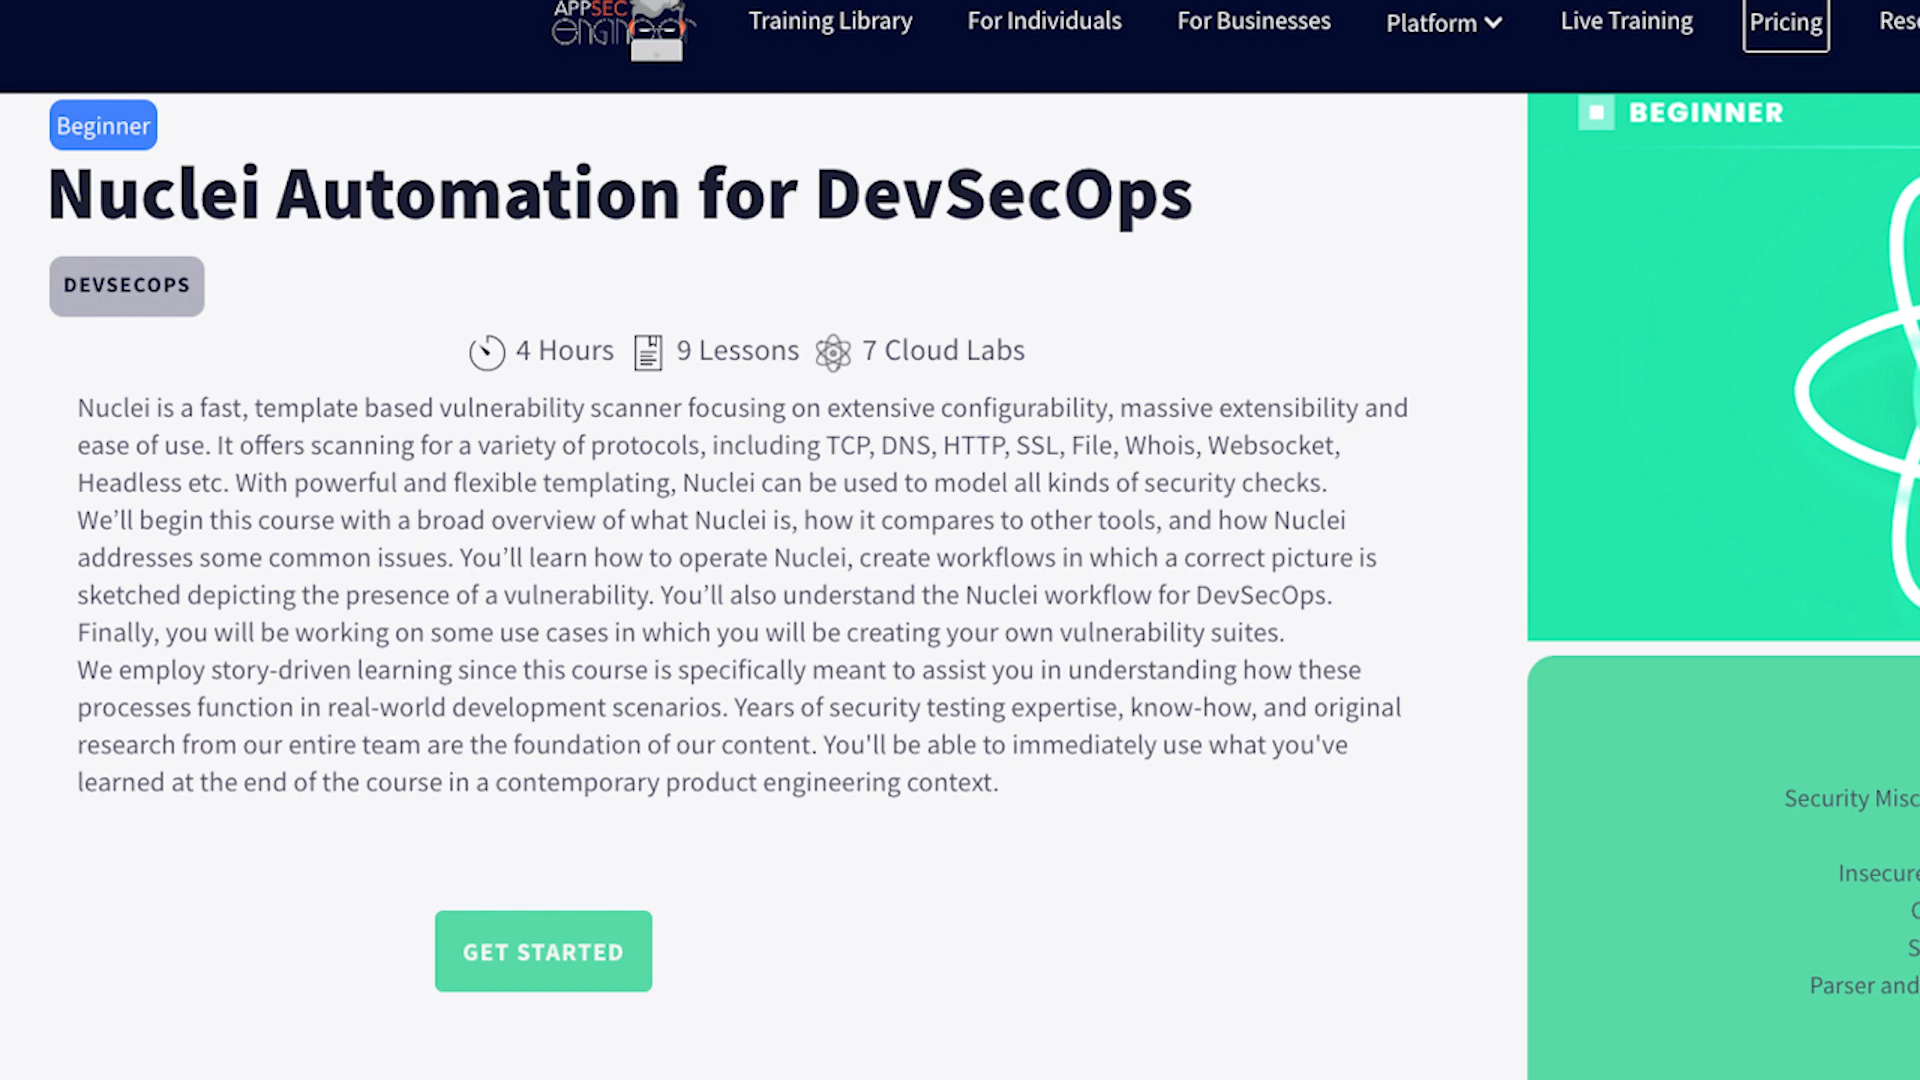 APPSEC
engineer
Training Library
For Individuals
For Businesses
Platform
Live Training
Pricing
Beginner
Nuclei Automation for DevSecOps
DEVSECOPS
4 Hours
9 Lessons
7 Cloud Labs
Nuclei is a fast, template based vulnerability scanner focusing on extensive configurability, massive extensibility and
ease of use. It offers scanning for a variety of protocols, including TCP, DNS, HTTP, SSL, File, Whois, Websocket,
Headless etc. With powerful and flexible templating, Nuclei can be used to model all kinds of security checks.
We’ll begin this course with a broad overview of what Nuclei is, how it compares to other tools, and how Nuclei
addresses some common issues. You’ll learn how to operate Nuclei, create workflows in which a correct picture is
sketched depicting the presence of a vulnerability. You’ll also understand the Nuclei workflow for DevSecOps.
Finally, you will be working on some use cases in which you will be creating your own vulnerability suites.
We employ story-driven learning since this course is specifically meant to assist you in understanding how these
processes function in real-world development scenarios. Years of security testing expertise, know-how, and original
research from our entire team are the foundation of our content. You'll be able to immediately use what you've
learned at the end of the course in a contemporary product engineering context.
GET STARTED
BEGINNER
Security
Parser and